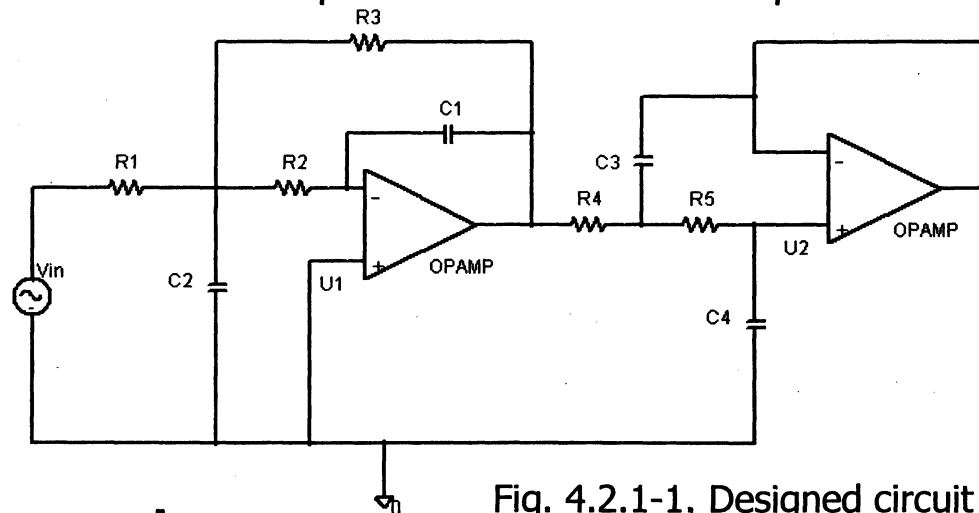 R3
C1
R1
R2
C3
R4
R5
OPAMP
Vin
C2
U1
OPAMP
U2
C4
Fig. 4.2.1-1. Designed circuit